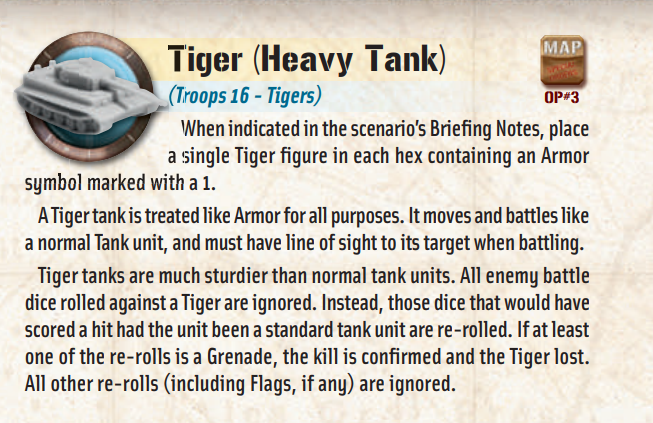 Tiger (Heavy Tank)
MAP
(Troops 16 - Tigers)
OP#3
When indicated in the scenario's Briefing Notes, place
a single Tiger figure in each hex containing an Armor
symbol marked with a 1.
A Tiger tank is treated like Armor for all purposes. It moves and battles like
a normal Tank unit, and must have line of sight to its target when battling.
Tiger tanks are much sturdier than normal tank units. All enemy battle
dice rolled against a Tiger are ignored. Instead, those dice that would have
scored a hit had the unit been a standard tank unit are re-rolled. If at least
one of the re-rolls is a Grenade, the kill is confirmed and the Tiger lost.
All other re-rolls (including Flags, if any) are ignored.